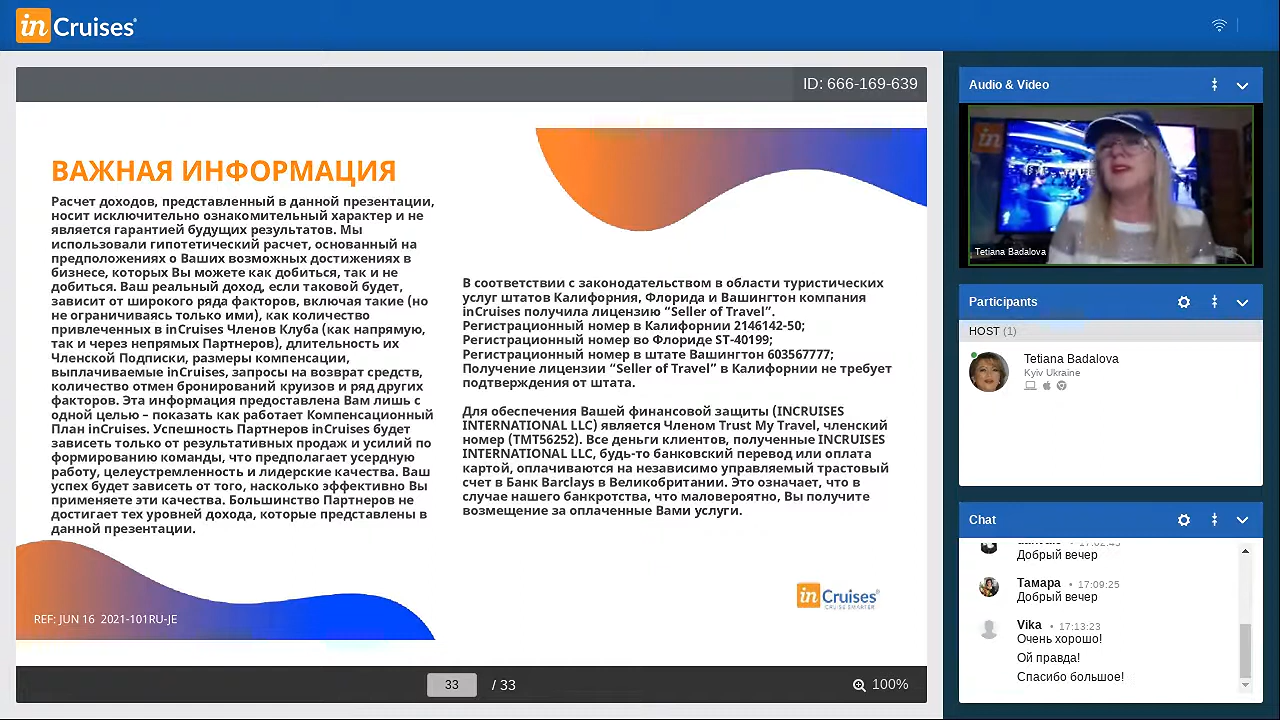 in Cruises
ID: 666-169-639
ВАЖНАЯ ИНФОРМАЦИЯ
Расчет доходов, представленный в данной презентации,
носит исключительно ознакомительный характер и не
является гарантией будущих результатов. Мы
использовали гипотетический расчет, основанный на
предположениях о Ваших возможных достижениях в
бизнесе, которых Вы можете как добиться, так и не
добиться. Ваш реальный доход, если таковой будет,
зависит от широкого ряда факторов, включая такие (но
не ограничиваясь только ими), как количество
привлеченных в inCruises Членов Клуба (как напрямую,
так и через непрямых Партнеров), длительность их
Членской Подписки, размеры компенсации,
выплачиваемые inCruises, запросы на возврат средств,
количество отмен бронирований круизов и ряд других
факторов. Эта информация предоставлена Вам лишь с
одной целью – показать как работает Компенсационный
План inCruises. Успешность Партнеров inCruises будет
зависеть только от результативных продаж и усилий по
формированию команды, что предполагает усердную
работу, целеустремленность и лидерские качества. Ваш
успех будет зависеть от того, насколько эффективно Вы
применяете эти качества. Большинство Партнеров не
достигает тех уровней дохода, которые представлены в
данной презентации.
В соответствии с законодательством в области туристических
услуг штатов Калифорния, Флорида и Вашингтон компания
inCruises получила лицензию “Seller of Travel”.
Регистрационный номер в Калифорнии 2146142-50;
Регистрационный номер во Флориде ST-40199;
Регистрационный номер в штате Вашингтон 603567777;
Получение лицензии “Seller of Travel” в Калифорнии не требует
подтверждения от штата.
Для обеспечения Вашей финансовой защиты (INCRUISES
INTERNATIONAL LLC) является Членом Trust My Travel, членский
номер (TMT56252). Все деньги клиентов, полученные INCRUISES
INTERNATIONAL LLC, будь-то банковский перевод или оплата
картой, оплачиваются на независимо управляемый трастовый
счет в Банк Barclays в Великобритании. Это означает, что в
случае нашего банкротства, что маловероятно, Вы получите
возмещение за оплаченные Вами услуги.
in Cruises
CRUISE SMARTER
REF: JUN 16 2021-101RU-JE
33 / 33
100%
Audio & Video
in
Tetiana Badalova
Participants
HOST (1)
Tetiana Badalova
Kyiv Ukraine
Chat
17:02:45
Добрый вечер
Тамара • 17:09:25
Добрый вечер
Vika • 17:13:23
Очень хорошо!
Ой правда!
Спасибо большое!